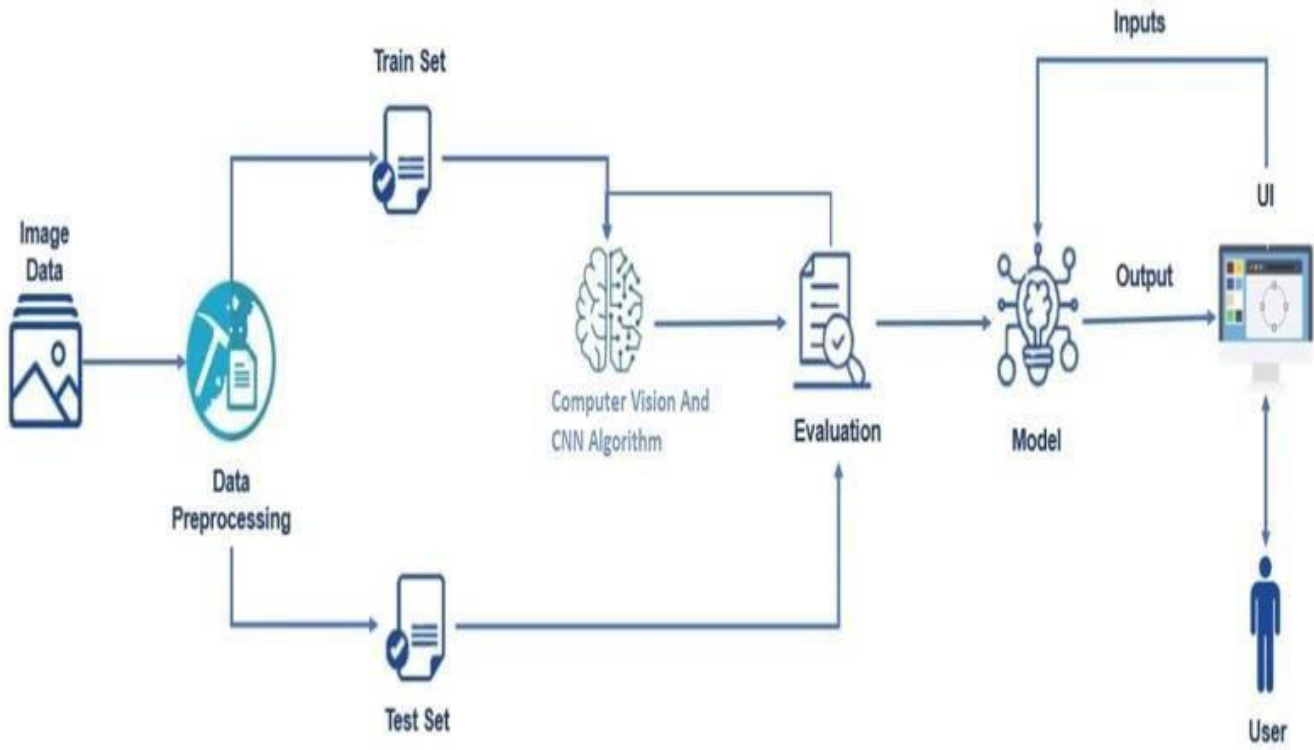 Inputs
Train Set
UI
Image
Data
Output
Computer Vision And
CNN Algorithm
Evaluation
Model
Data
Preprocessing
Test Set
User